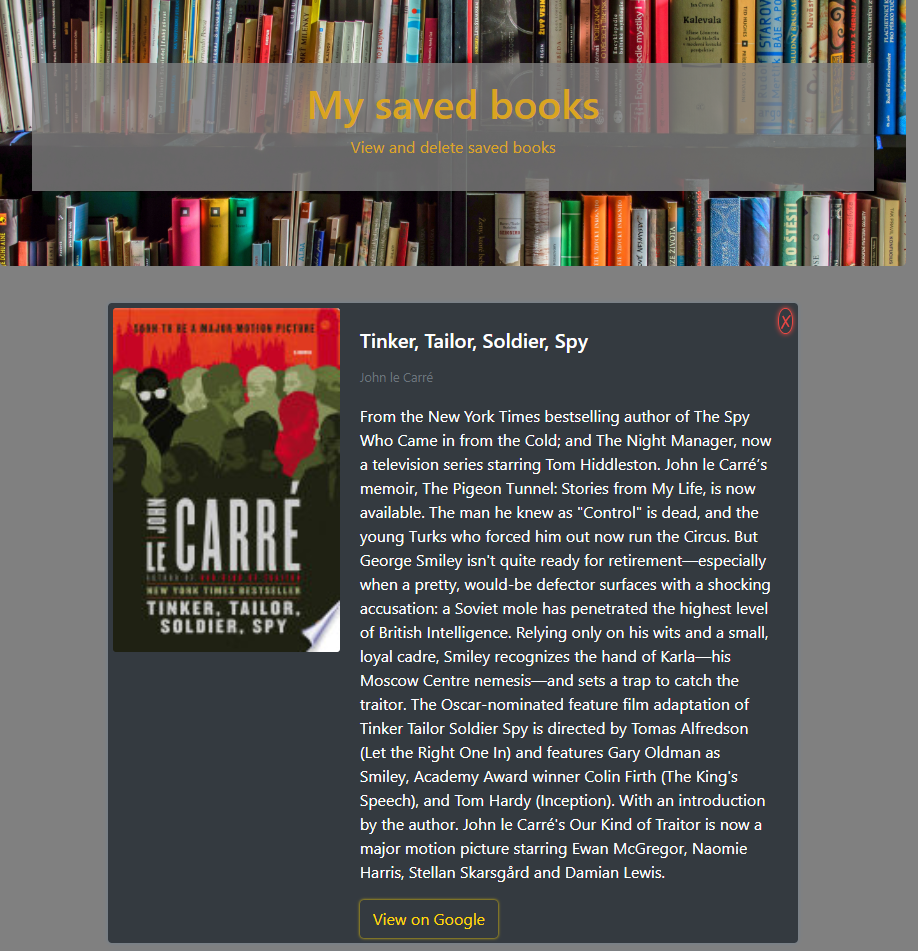 Kalevala
My saved books
View and delete saved books
X
SOON TO BE A MAJOR MOTION PICTURE
JOHN
LE CARRÉ
NEW YORK TIMES BESTSELLER
TINKER, TAILOR,
SOLDIER, SPY
Tinker, Tailor, Soldier, Spy
John le Carré
From the New York Times bestselling author of The Spy
Who Came in from the Cold; and The Night Manager, now
a television series starring Tom Hiddleston. John le Carré’s
memoir, The Pigeon Tunnel: Stories from My Life, is now
available. The man he knew as "Control" is dead, and the
young Turks who forced him out now run the Circus. But
George Smiley isn't quite ready for retirement—especially
when a pretty, would-be defector surfaces with a shocking
accusation: a Soviet mole has penetrated the highest level
of British Intelligence. Relying only on his wits and a small,
loyal cadre, Smiley recognizes the hand of Karla—his
Moscow Centre nemesis—and sets a trap to catch the
traitor. The Oscar-nominated feature film adaptation of
Tinker Tailor Soldier Spy is directed by Tomas Alfredson
(Let the Right One In) and features Gary Oldman as
Smiley, Academy Award winner Colin Firth (The King's
Speech), and Tom Hardy (Inception). With an introduction
by the author. John le Carré's Our Kind of Traitor is now a
major motion picture starring Ewan McGregor, Naomie
Harris, Stellan Skarsgård and Damian Lewis.
View on Google